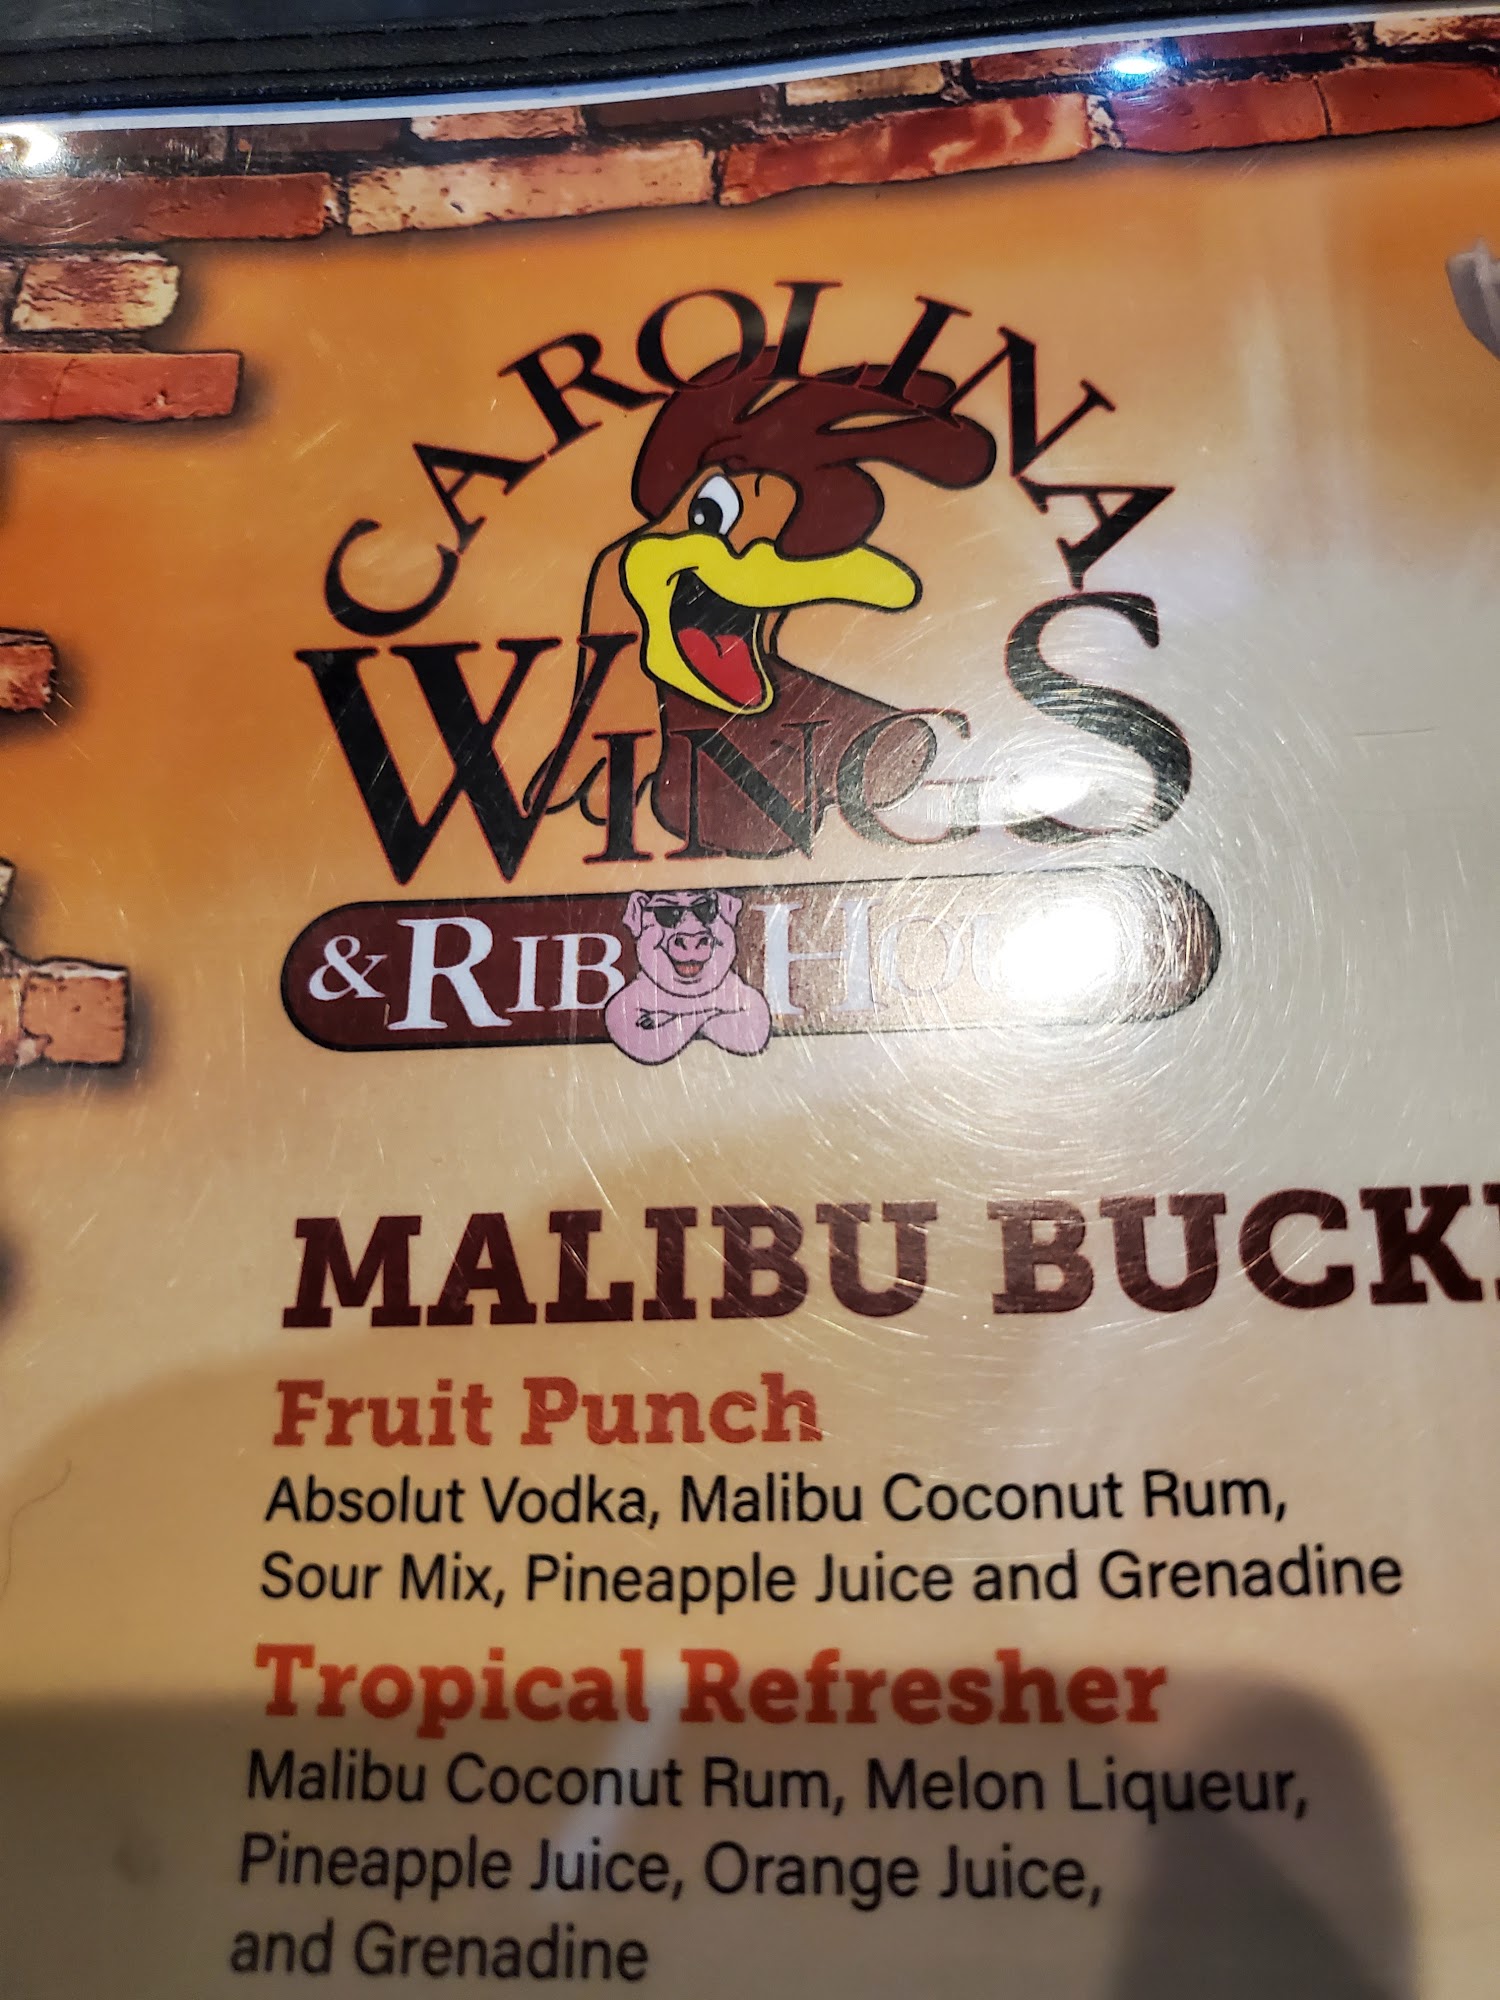 CAROLINA
WINGS
& RIB HOUSE
MALIBU
Fruit Punch
Absolut Vodka, Malibu Coconut Rum,
Sour Mix, Pineapple Juice and Grenadine
Tropical Refresher
Malibu Coconut Rum, Melon Liqueur,
Pineapple Juice, Orange Juice,
and Grenadine